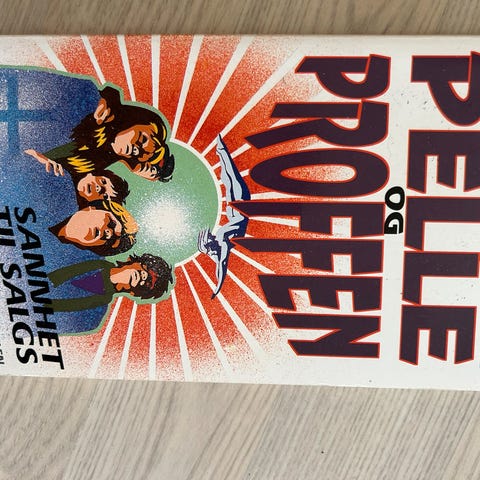 PELLE
OG
PROFFEN
SANNHET
TIL SALGS